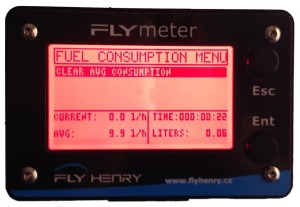 FLYmeter
FUEL CONSUMPTION MENU
CLEAR AVG CONSUMPTION
CURRENT: 0.0 l/h TIME:000:00:22
AVG: 9.9 l/h LITERS: 0.06
Esc
Ent
FLY HENRY www.flyhenry.cz